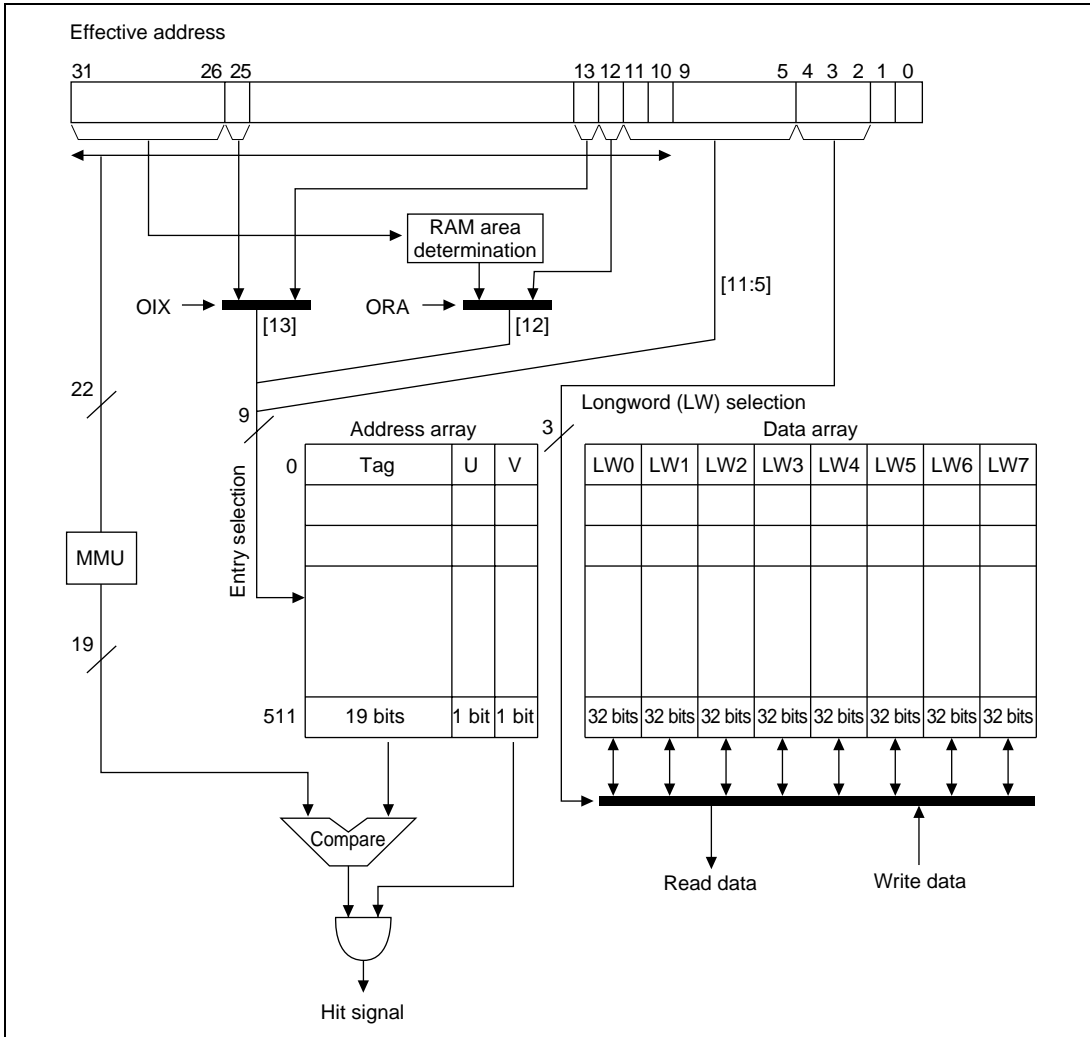 Effective address
31 26 25 13 12 11 10 9 5 4 3 2 1 0
RAM area
determination
[11:5]
OIX
ORA
[13]
[12]
22
9
3
Longword (LW) selection
Address array
Data array
0 Tag U V
LW0 LW1 LW2 LW3 LW4 LW5 LW6 LW7
Entry selection
MMU
19
511 19 bits 1 bit 1 bit
32 bits 32 bits 32 bits 32 bits 32 bits 32 bits 32 bits 32 bits
Compare
Read data
Write data
Hit signal